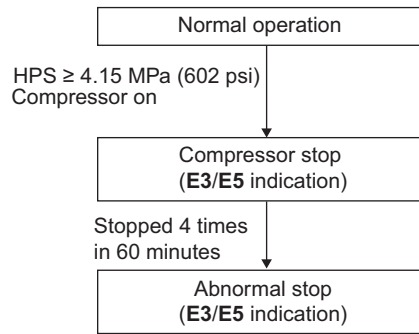 Normal operation
HPS ≥ 4.15 MPa (602 psi)
Compressor on
Compressor stop
(E3/E5 indication)
Stopped 4 times
in 60 minutes
Abnormal stop
(E3/E5 indication)